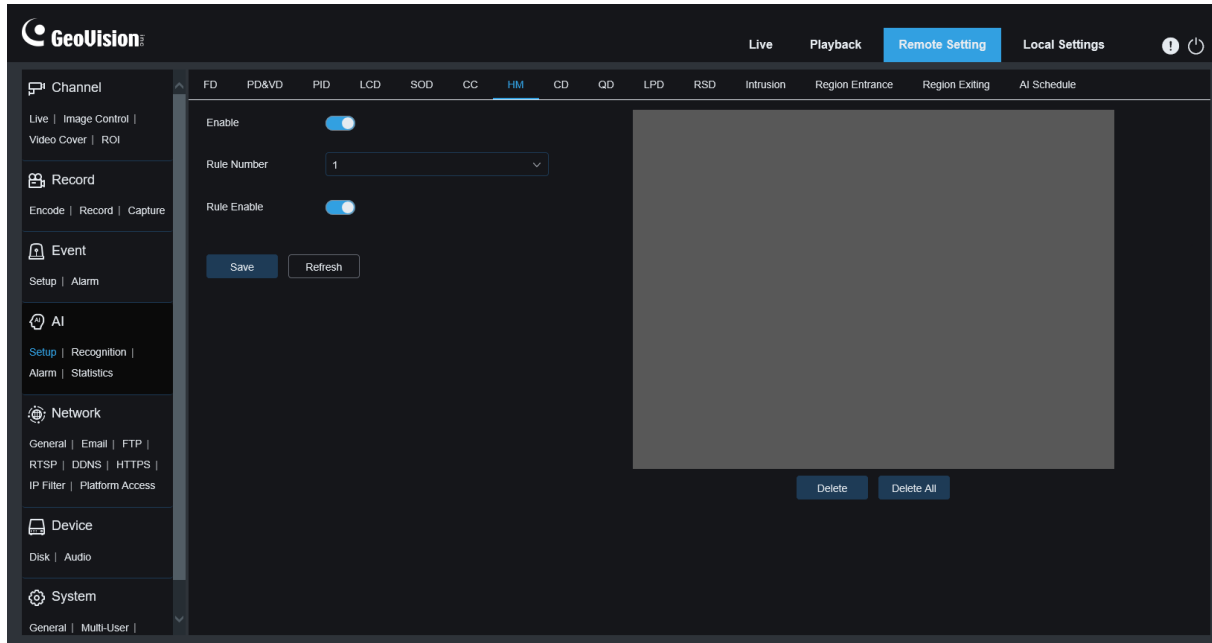 GeoVision
Live Playback Remote Setting Local Settings
Channel
Live | Image Control |
Video Cover | ROI
Record
Encode | Record | Capture
Event
Setup | Alarm
AI
Setup | Recognition |
Alarm | Statistics
Network
General | Email | FTP |
RTSP | DDNS | HTTPS |
IP Filter | Platform Access
Device
Disk | Audio
System
General | Multi-User |
FD PD&VD PID LCD SOD CC HM CD QD LPD RSD Intrusion Region Entrance Region Exiting AI Schedule
Enable
Rule Number 1
Rule Enable
Save Refresh
Delete Delete All